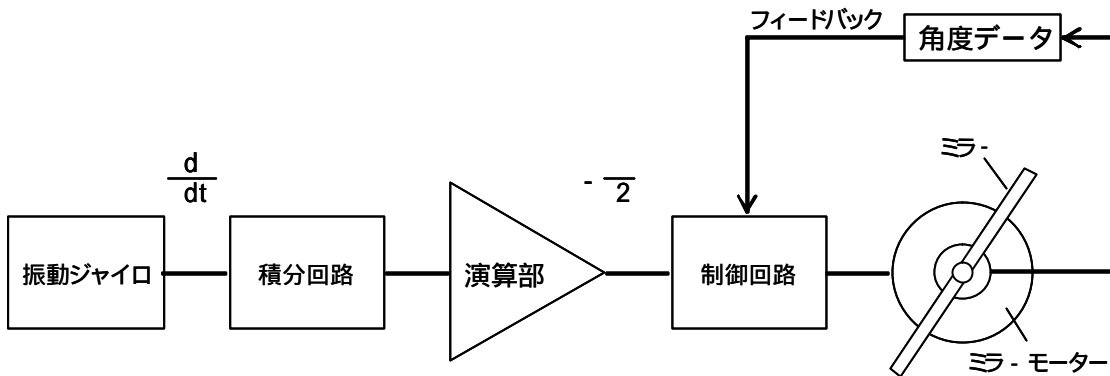 フィードバック
角度データ
ミラ-
d
dt
-
2
振動ジャイロ
積分回路
演算部
制御回路
ミラ-モーター